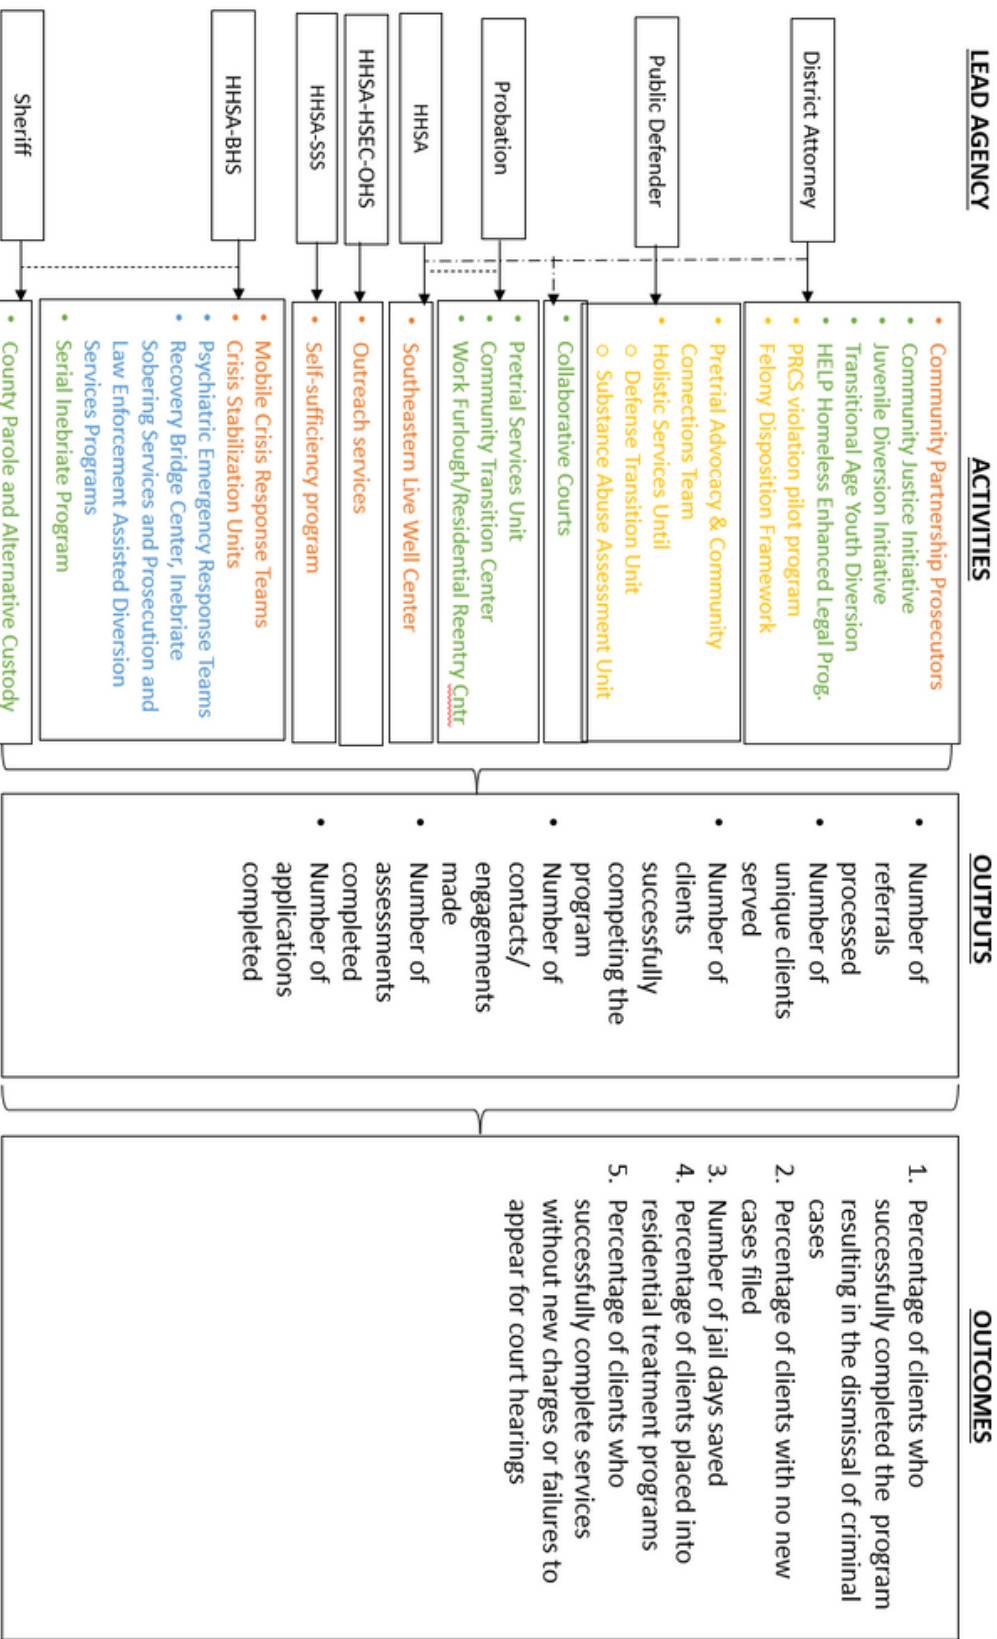 LEAD AGENCY
ACTIVITIES
OUTPUTS
OUTCOMES
District Attorney
• Community Partnership Prosecutors
• Community Justice Initiative
• Juvenile Diversion Initiative
• Transitional Age Youth Diversion
• HELP Homeless Enhanced Legal Prog.
• PRCS violation pilot program
• Felony Disposition Framework
Public Defender
• Pretrial Advocacy & Community
Connections Team
• Holistic Services Until
○ Defense Transition Unit
○ Substance Abuse Assessment Unit
• Collaborative Courts
Probation
• Pretrial Services Unit
• Community Transition Center
• Work Furlough/Residential Reentry Cntr
HHSA
• Southeastern Live Well Center
HHSA-HSEC-OHS
• Outreach services
HHSA-SSS
• Self-sufficiency program
HHSA-BHS
• Mobile Crisis Response Teams
• Crisis Stabilization Units
• Psychiatric Emergency Response Teams
• Recovery Bridge Center, Inebriate
Sobering Services and Prosecution and
Law Enforcement Assisted Diversion
Services Programs
• Serial Inebriate Program
Sheriff
• County Parole and Alternative Custody
• Number of
referrals
processed
• Number of
unique clients
served
• Number of
clients
successfully
competing the
program
• Number of
contacts/
engagements
made
• Number of
assessments
completed
• Number of
applications
completed
1. Percentage of clients who
successfully completed the program
resulting in the dismissal of criminal
cases
2. Percentage of clients with no new
cases filed
3. Number of jail days saved
4. Percentage of clients placed into
residential treatment programs
5. Percentage of clients who
successfully complete services
without new charges or failures to
appear for court hearings